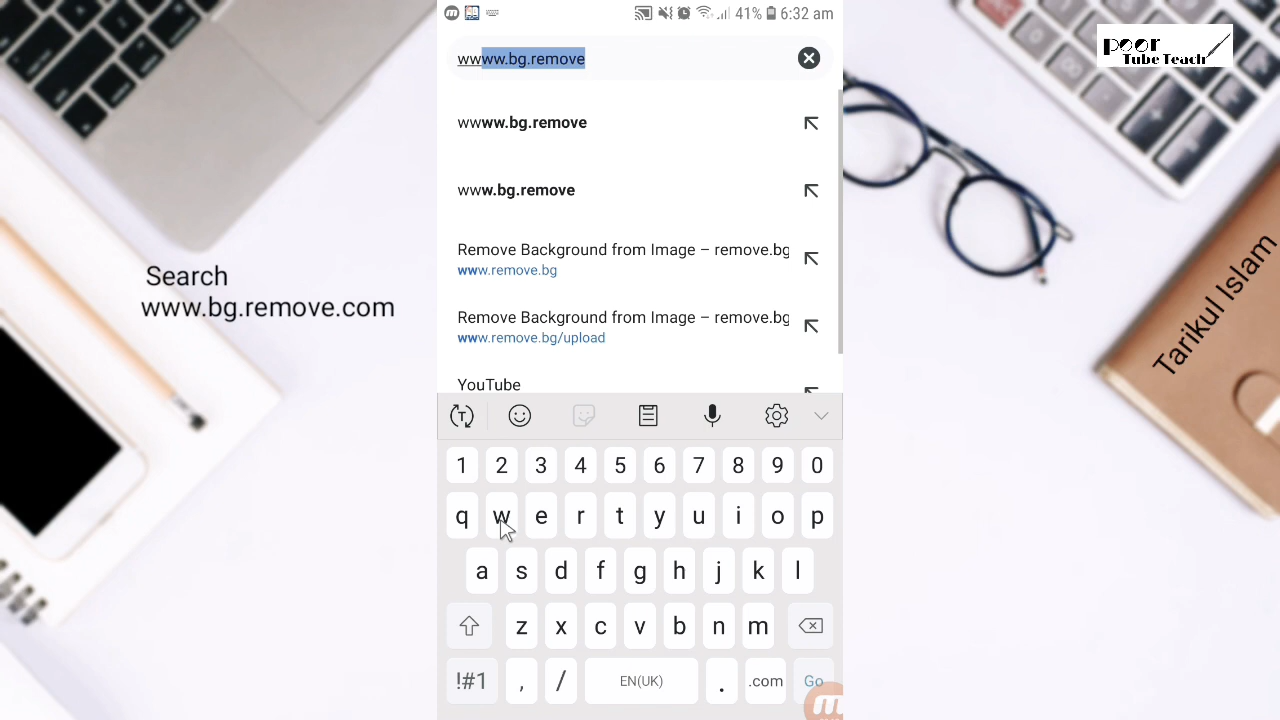 41% 6:32 am
poor
Tube Teach
wwww.bg.remove
wwww.bg.remove
www.bg.remove
Remove Background from Image – remove.bg
www.remove.bg
Search
www.bg.remove.com
Remove Background from Image – remove.bg
www.remove.bg/upload
Tarikul Islam
YouTube
1 2 3 4 5 6 7 8 9 0
q w e r t y u i o p
a s d f g h j k l
z x c v b n m
!#1 , / EN(UK) . .com Go